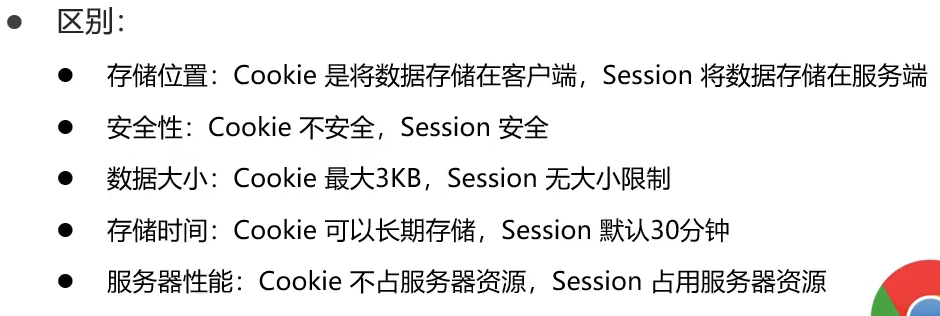 ● 区别：
● 存储位置：Cookie 是将数据存储在客户端，Session 将数据存储在服务端
● 安全性：Cookie 不安全，Session 安全
● 数据大小：Cookie 最大3KB，Session 无大小限制
● 存储时间：Cookie 可以长期存储，Session 默认30分钟
● 服务器性能：Cookie 不占服务器资源，Session 占用服务器资源